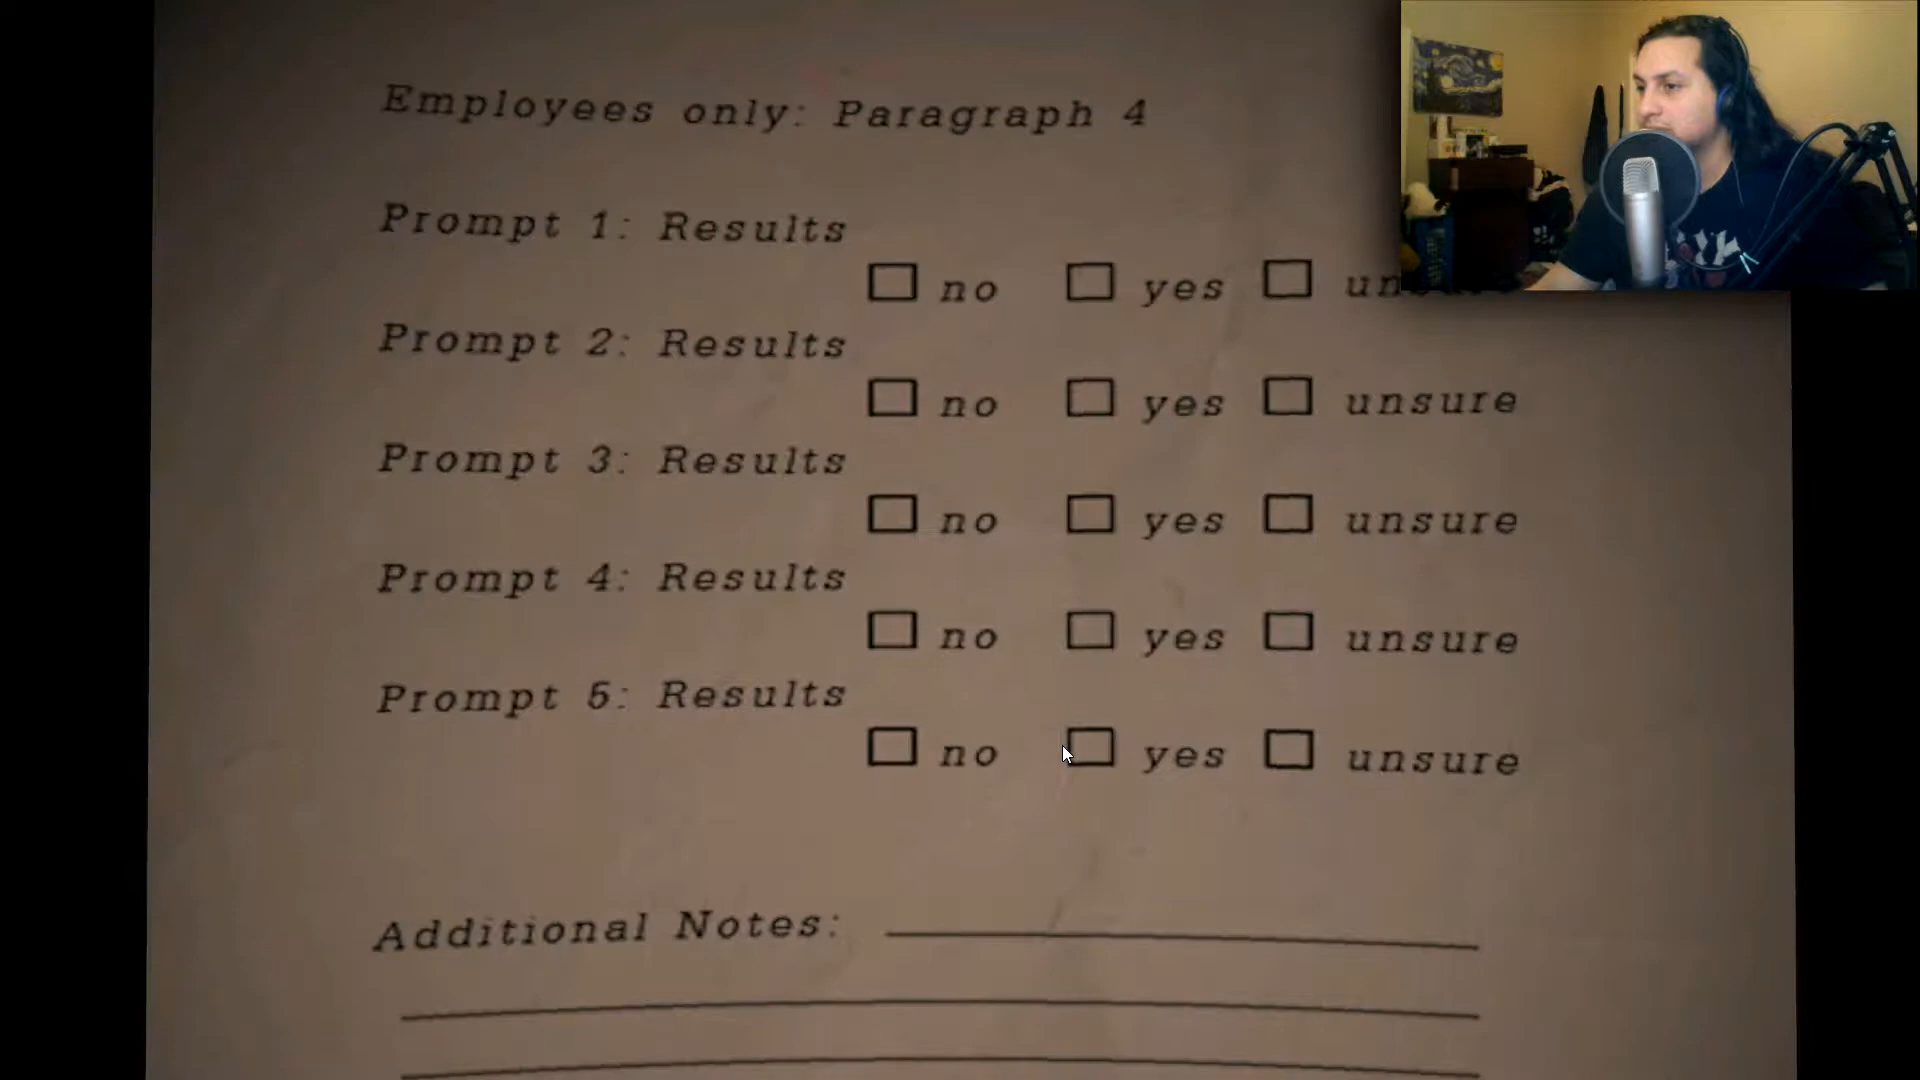 Employees only: Paragraph 4
Prompt 1: Results
no yes
Prompt 2: Results
no yes unsure
Prompt 3: Results
no yes unsure
Prompt 4: Results
no yes unsure
Prompt 5: Results
no yes unsure
Additional Notes: